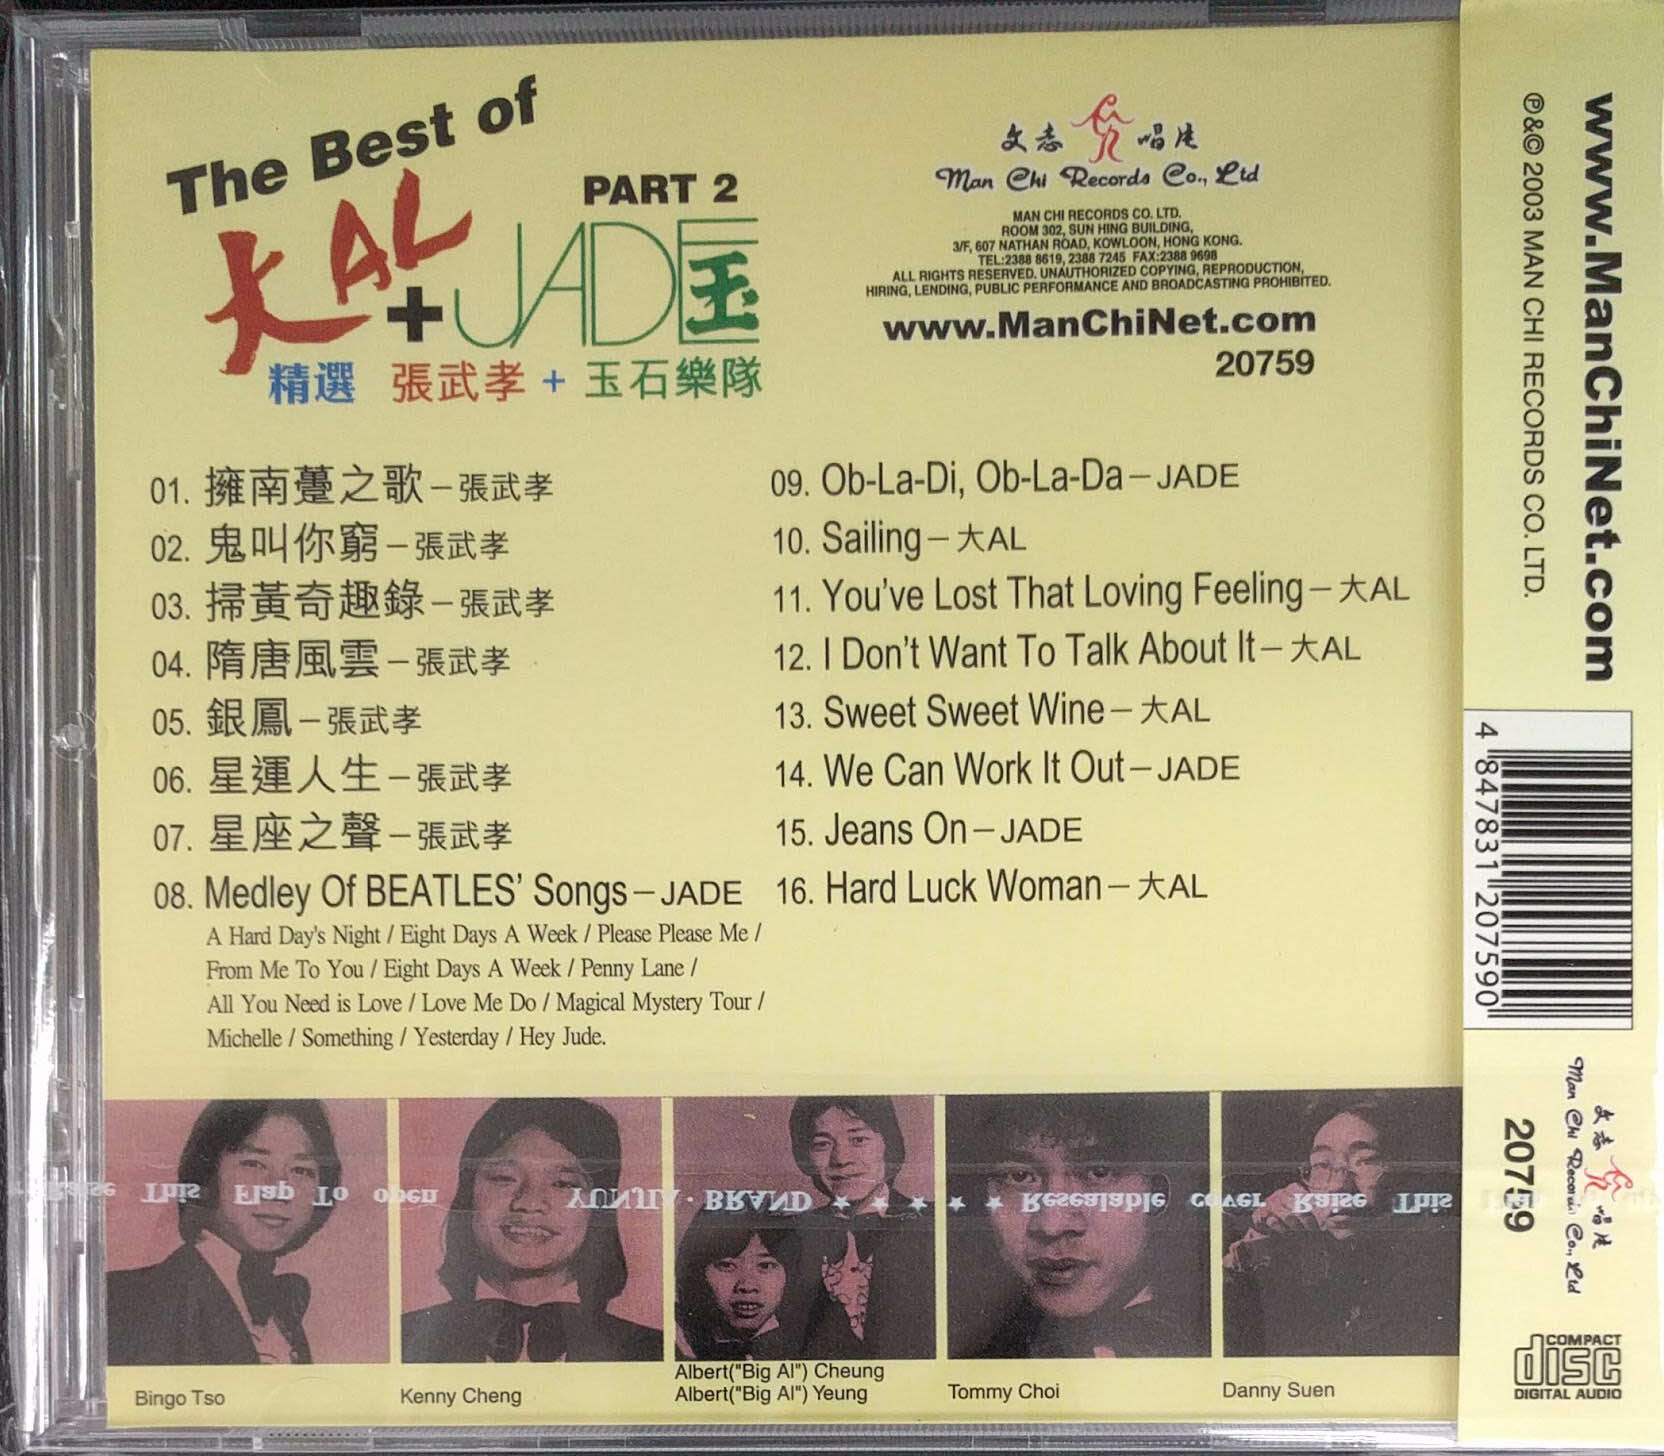 The Best of
PART 2
大AL
+
JADE玉
精選 張武孝 + 玉石樂隊
文志唱片
Man Chi Records Co., Ltd
MAN CHI RECORDS CO. LTD.
ROOM 302, SUN HING BUILDING,
3/F, 607 NATHAN ROAD, KOWLOON, HONG KONG.
TEL:2388 8619, 2388 7245 FAX:2388 9698
ALL RIGHTS RESERVED. UNAUTHORIZED COPYING, REPRODUCTION,
HIRING, LENDING, PUBLIC PERFORMANCE AND BROADCASTING PROHIBITED.
www.ManChiNet.com
20759
01. 擁南躉之歌－張武孝
02. 鬼叫你窮－張武孝
03. 掃黃奇趣錄－張武孝
04. 隋唐風雲－張武孝
05. 銀鳳－張武孝
06. 星運人生－張武孝
07. 星座之聲－張武孝
08. Medley Of BEATLES' Songs－JADE
A Hard Day's Night / Eight Days A Week / Please Please Me /
From Me To You / Eight Days A Week / Penny Lane /
All You Need is Love / Love Me Do / Magical Mystery Tour /
Michelle / Something / Yesterday / Hey Jude.
09. Ob-La-Di, Ob-La-Da－JADE
10. Sailing－大AL
11. You've Lost That Loving Feeling－大AL
12. I Don't Want To Talk About It－大AL
13. Sweet Sweet Wine－大AL
14. We Can Work It Out－JADE
15. Jeans On－JADE
16. Hard Luck Woman－大AL
Raise This Flap To open YUNJIA·BRAND ★ ★ ★ ★ ★ Resealable cover Raise This
Bingo Tso
Kenny Cheng
Albert("Big Al") Cheung
Albert("Big Al") Yeung
Tommy Choi
Danny Suen
www.ManChiNet.com
℗&© 2003 MAN CHI RECORDS CO. LTD.
4 847831 207590
文志唱片
Man Chi Records Co., Ltd
20759
COMPACT
disc
DIGITAL AUDIO